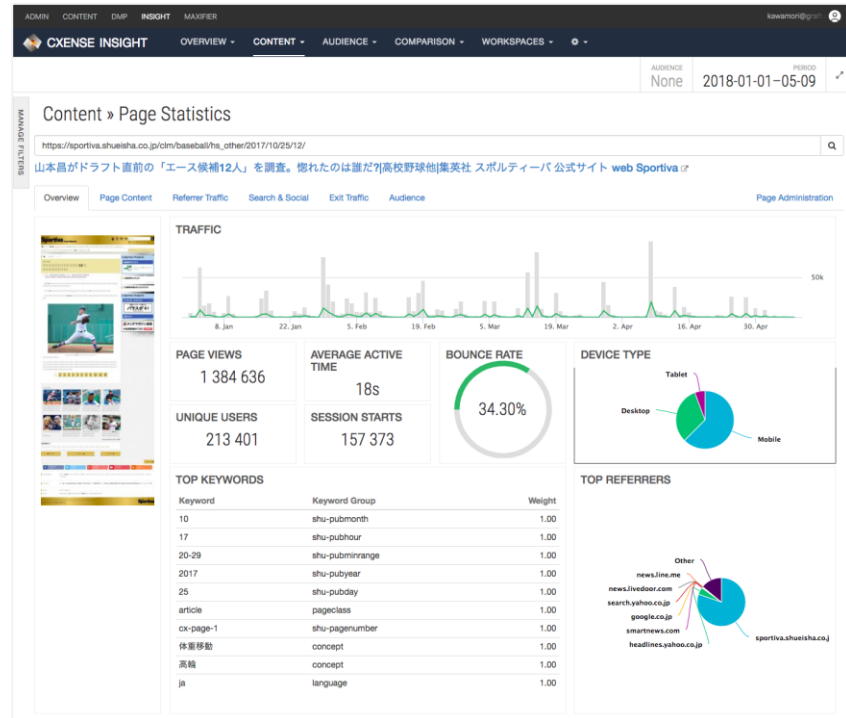 ADMIN CONTENT DMP INSIGHT MAXIFIER kawamori@
CXENSE INSIGHT OVERVIEW CONTENT AUDIENCE COMPARISON WORKSPACES
AUDIENCE PERIOD
None 2018-01-01–05-09
MANAGE FILTERS
Content » Page Statistics
https://sportiva.shueisha.co.jp/clm/baseball/hs_other/2017/10/25/12/
山本昌がドラフト直前の「エース候補12人」を調査。惚れたのは誰だ?|高校野球他|集英社 スポルティーバ 公式サイト web Sportiva
Overview Page Content Referrer Traffic Search & Social Exit Traffic Audience Page Administration
TRAFFIC
50k
8. Jan 22. Jan 5. Feb 19. Feb 5. Mar 19. Mar 2. Apr 16. Apr 30. Apr
PAGE VIEWS
1 384 636
AVERAGE ACTIVE TIME
18s
BOUNCE RATE
34.30%
DEVICE TYPE
Tablet
Desktop
Mobile
UNIQUE USERS
213 401
SESSION STARTS
157 373
TOP KEYWORDS
Keyword Keyword Group Weight
10 shu-pubmonth 1.00
17 shu-pubhour 1.00
20-29 shu-pubminrange 1.00
2017 shu-pubyear 1.00
25 shu-pubday 1.00
article pageclass 1.00
cx-page-1 shu-pagenumber 1.00
体重移動 concept 1.00
高輪 concept 1.00
ja language 1.00
TOP REFERRERS
Other
news.line.me
news.livedoor.com
search.yahoo.co.jp
google.co.jp
smartnews.com
headlines.yahoo.co.jp
sportiva.shueisha.co.j
Sportiva